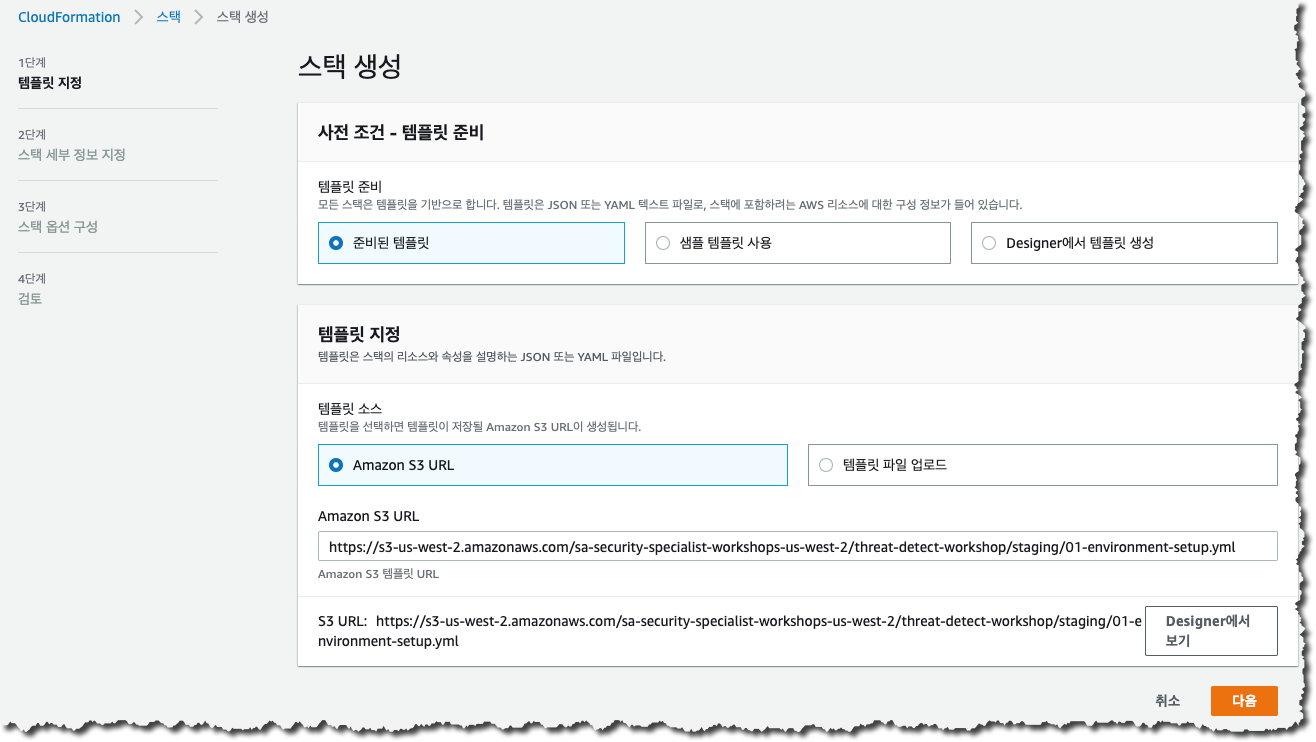 CloudFormation > 스택 > 스택 생성
1단계
템플릿 지정
2단계
스택 세부 정보 지정
3단계
스택 옵션 구성
4단계
검토
스택 생성
사전 조건 - 템플릿 준비
템플릿 준비
모든 스택은 템플릿을 기반으로 합니다. 템플릿은 JSON 또는 YAML 텍스트 파일로, 스택에 포함하려는 AWS 리소스에 대한 구성 정보가 들어 있습니다.
준비된 템플릿
샘플 템플릿 사용
Designer에서 템플릿 생성
템플릿 지정
템플릿은 스택의 리소스와 속성을 설명하는 JSON 또는 YAML 파일입니다.
템플릿 소스
템플릿을 선택하면 템플릿이 저장될 Amazon S3 URL이 생성됩니다.
Amazon S3 URL
템플릿 파일 업로드
Amazon S3 URL
https://s3-us-west-2.amazonaws.com/sa-security-specialist-workshops-us-west-2/threat-detect-workshop/staging/01-environment-setup.yml
Amazon S3 템플릿 URL
S3 URL: https://s3-us-west-2.amazonaws.com/sa-security-specialist-workshops-us-west-2/threat-detect-workshop/staging/01-e
nvironment-setup.yml
Designer에서
보기
취소
다음